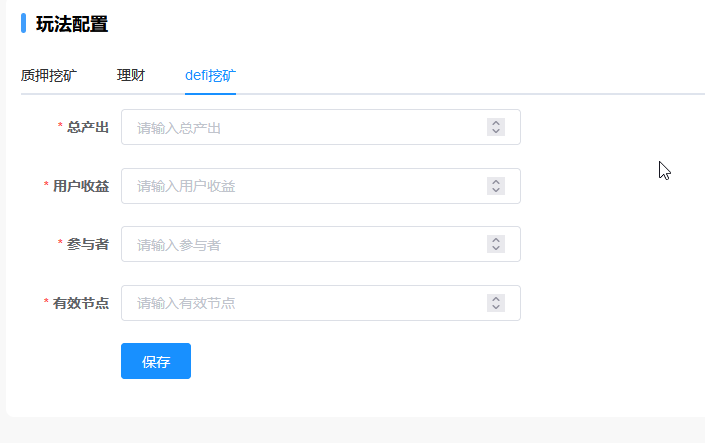 玩法配置
质押挖矿 理财 defi挖矿
* 总产出 请输入总产出
* 用户收益 请输入用户收益
* 参与者 请输入参与者
* 有效节点 请输入有效节点
保存